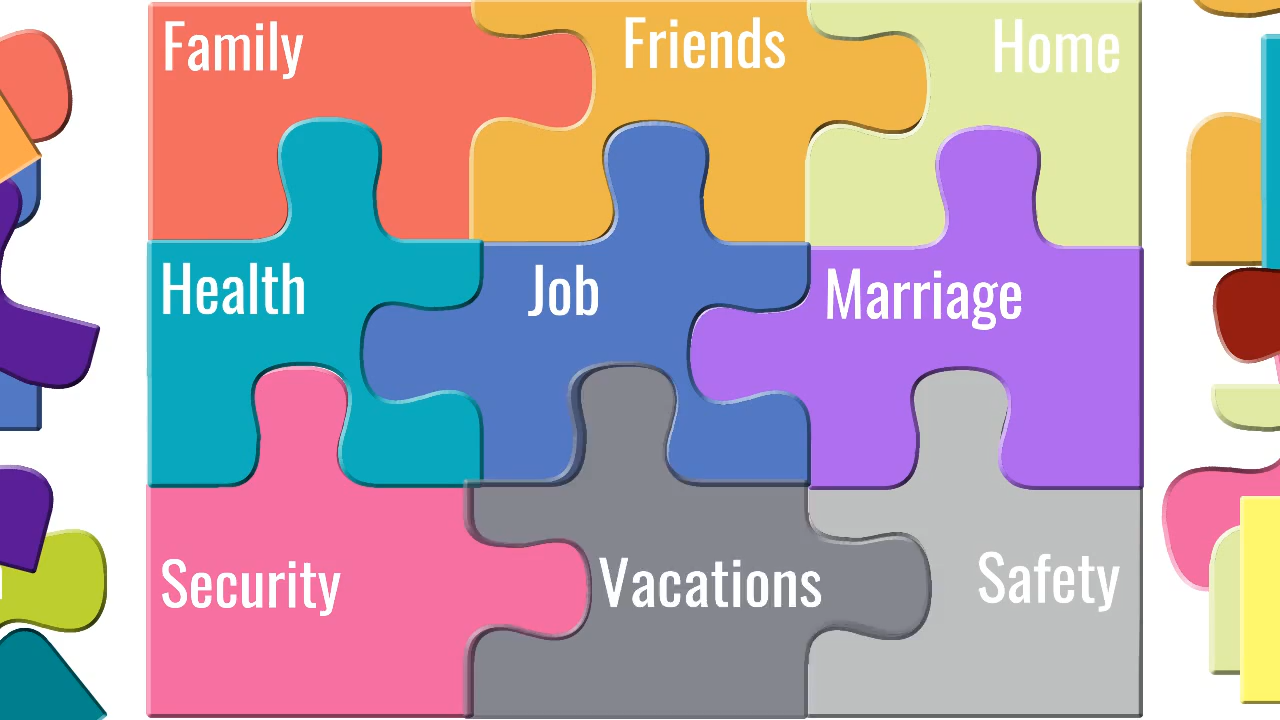 Family
Friends
Home
Health
Job
Marriage
Security
Vacations
Safety